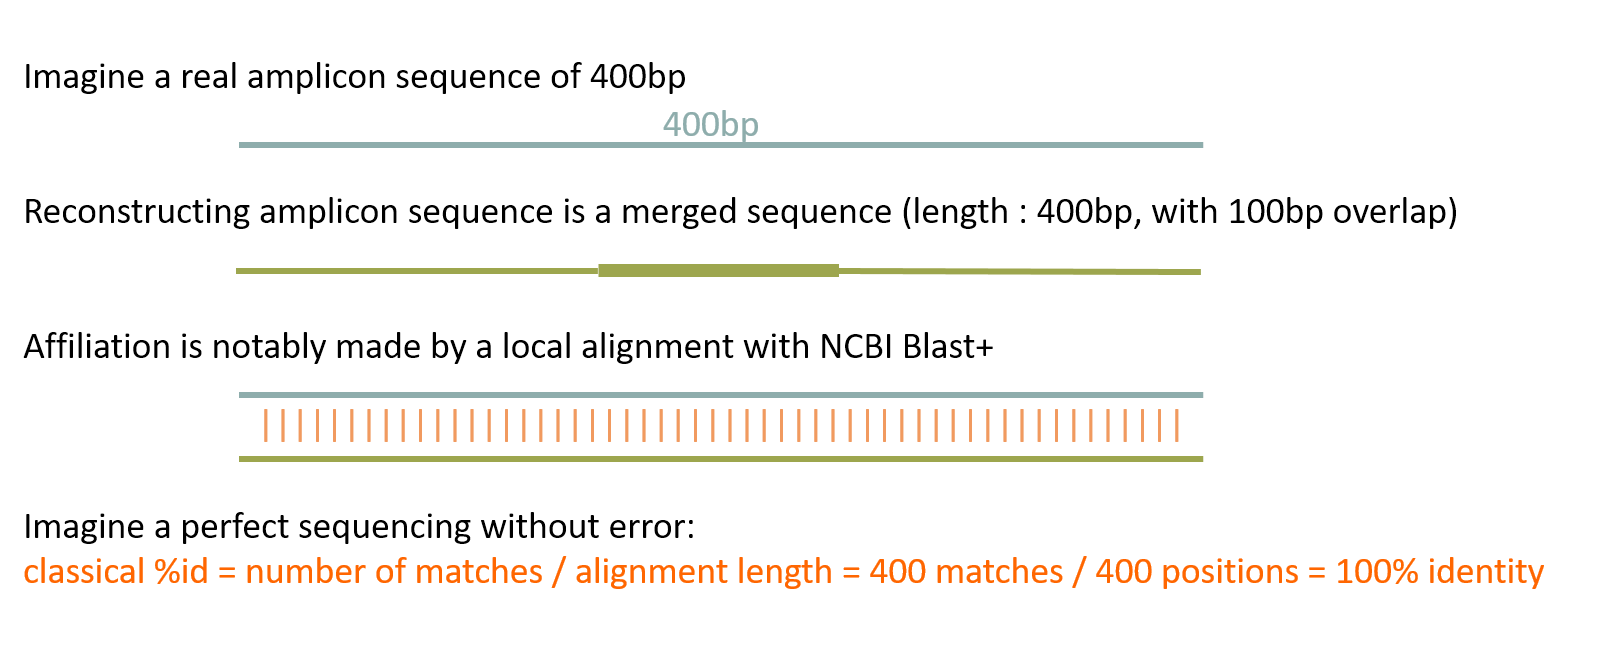 Imagine a real amplicon sequence of 400bp
400bp
Reconstructing amplicon sequence is a merged sequence (length : 400bp, with 100bp overlap)
Affiliation is notably made by a local alignment with NCBI Blast+
Imagine a perfect sequencing without error:
classical %id = number of matches / alignment length = 400 matches / 400 positions = 100% identity